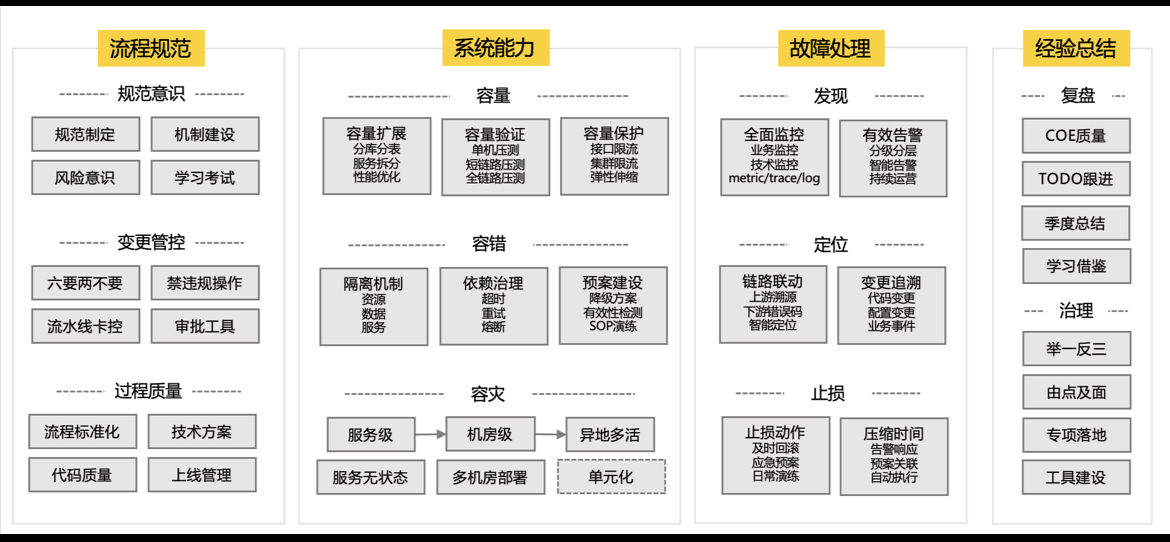 流程规范
规范意识
规范制定
机制建设
风险意识
学习考试
变更管控
六要两不要
禁违规操作
流水线卡控
审批工具
过程质量
流程标准化
技术方案
代码质量
上线管理
系统能力
容量
容量扩展
分库分表
服务拆分
性能优化
容量验证
单机压测
短链路压测
全链路压测
容量保护
接口限流
集群限流
弹性伸缩
容错
隔离机制
资源
数据
服务
依赖治理
超时
重试
熔断
预案建设
降级方案
有效性检测
SOP演练
容灾
服务级
机房级
异地多活
服务无状态
多机房部署
单元化
故障处理
发现
全面监控
业务监控
技术监控
metric/trace/log
有效告警
分级分层
智能告警
持续运营
定位
链路联动
上游溯源
下游错误码
智能定位
变更追溯
代码变更
配置变更
业务事件
止损
止损动作
及时回滚
应急预案
日常演练
压缩时间
告警响应
预案关联
自动执行
经验总结
复盘
COE质量
TODO跟进
季度总结
学习借鉴
治理
举一反三
由点及面
专项落地
工具建设